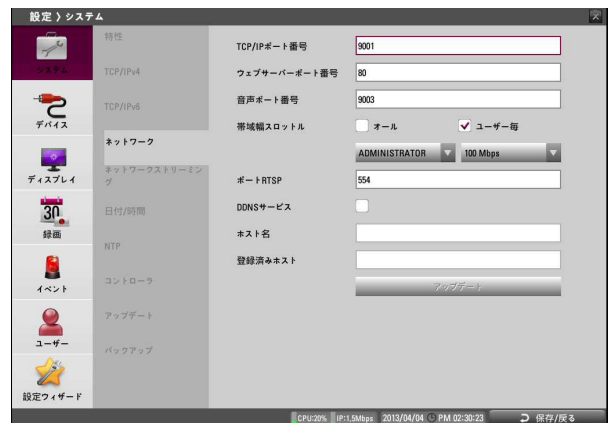 設定 〉システム
システム
デバイス
ディスプレイ
30
録画
イベント
ユーザー
設定ウィザード
特性
TCP/IPv4
TCP/IPv6
ネットワーク
ネットワークストリーミン
グ
日付/時間
NTP
コントローラ
アップデート
バックアップ
TCP/IPポート番号 9001
ウェブサーバーポート番号 80
音声ポート番号 9003
帯域幅スロットル オール ユーザー毎
ADMINISTRATOR 100 Mbps
ポートRTSP 554
DDNSサービス
ホスト名
登録済みホスト
アップデート
CPU:20% IP:1,5Mbps 2013/04/04 PM 02:30:23 保存/戻る